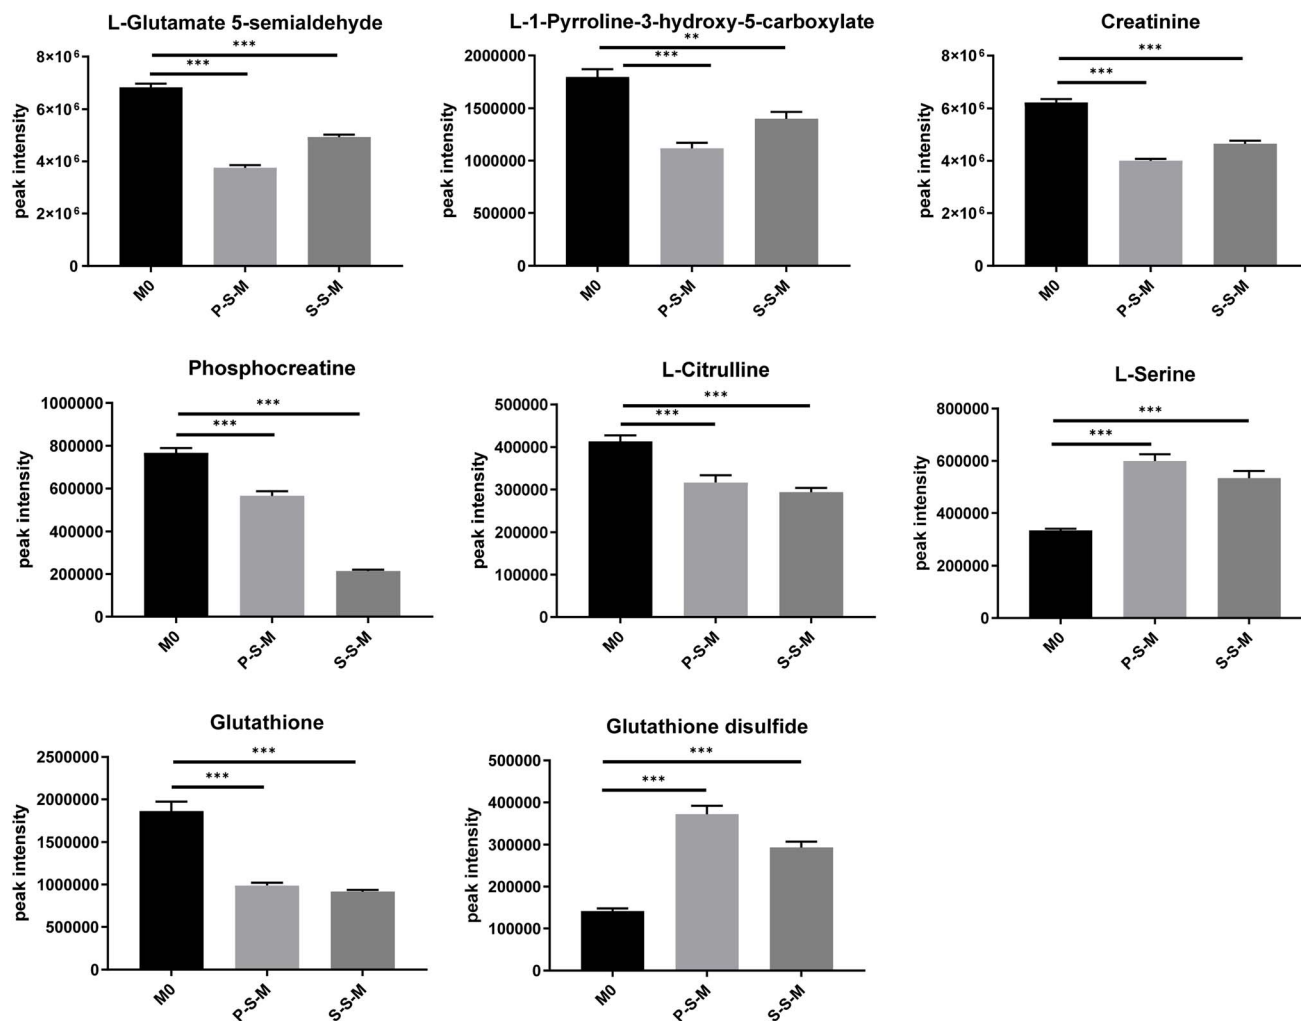 L-Glutamate 5-semialdehyde
peak intensity
8×10⁶
6×10⁶
4×10⁶
2×10⁶
0
***
***
M0
P-S-M
S-S-M
L-1-Pyrroline-3-hydroxy-5-carboxylate
peak intensity
2000000
1500000
1000000
500000
0
**
***
M0
P-S-M
S-S-M
Creatinine
peak intensity
8×10⁶
6×10⁶
4×10⁶
2×10⁶
0
***
***
M0
P-S-M
S-S-M
Phosphocreatine
peak intensity
1000000
800000
600000
400000
200000
0
***
***
M0
P-S-M
S-S-M
L-Citrulline
peak intensity
500000
400000
300000
200000
100000
0
***
***
M0
P-S-M
S-S-M
L-Serine
peak intensity
800000
600000
400000
200000
0
***
***
M0
P-S-M
S-S-M
Glutathione
peak intensity
2500000
2000000
1500000
1000000
500000
0
***
***
M0
P-S-M
S-S-M
Glutathione disulfide
peak intensity
500000
400000
300000
200000
100000
0
***
***
M0
P-S-M
S-S-M